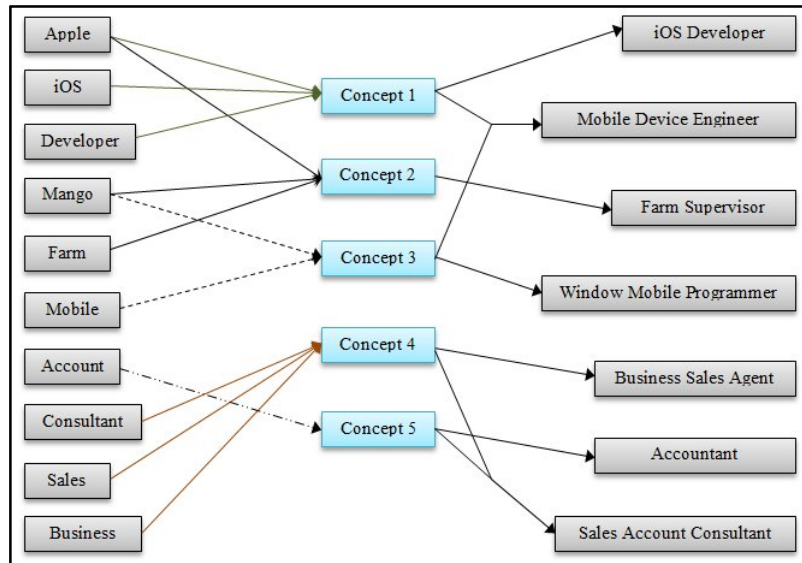 Apple
iOS
Developer
Mango
Farm
Mobile
Account
Consultant
Sales
Business
Concept 1
Concept 2
Concept 3
Concept 4
Concept 5
iOS Developer
Mobile Device Engineer
Farm Supervisor
Window Mobile Programmer
Business Sales Agent
Accountant
Sales Account Consultant